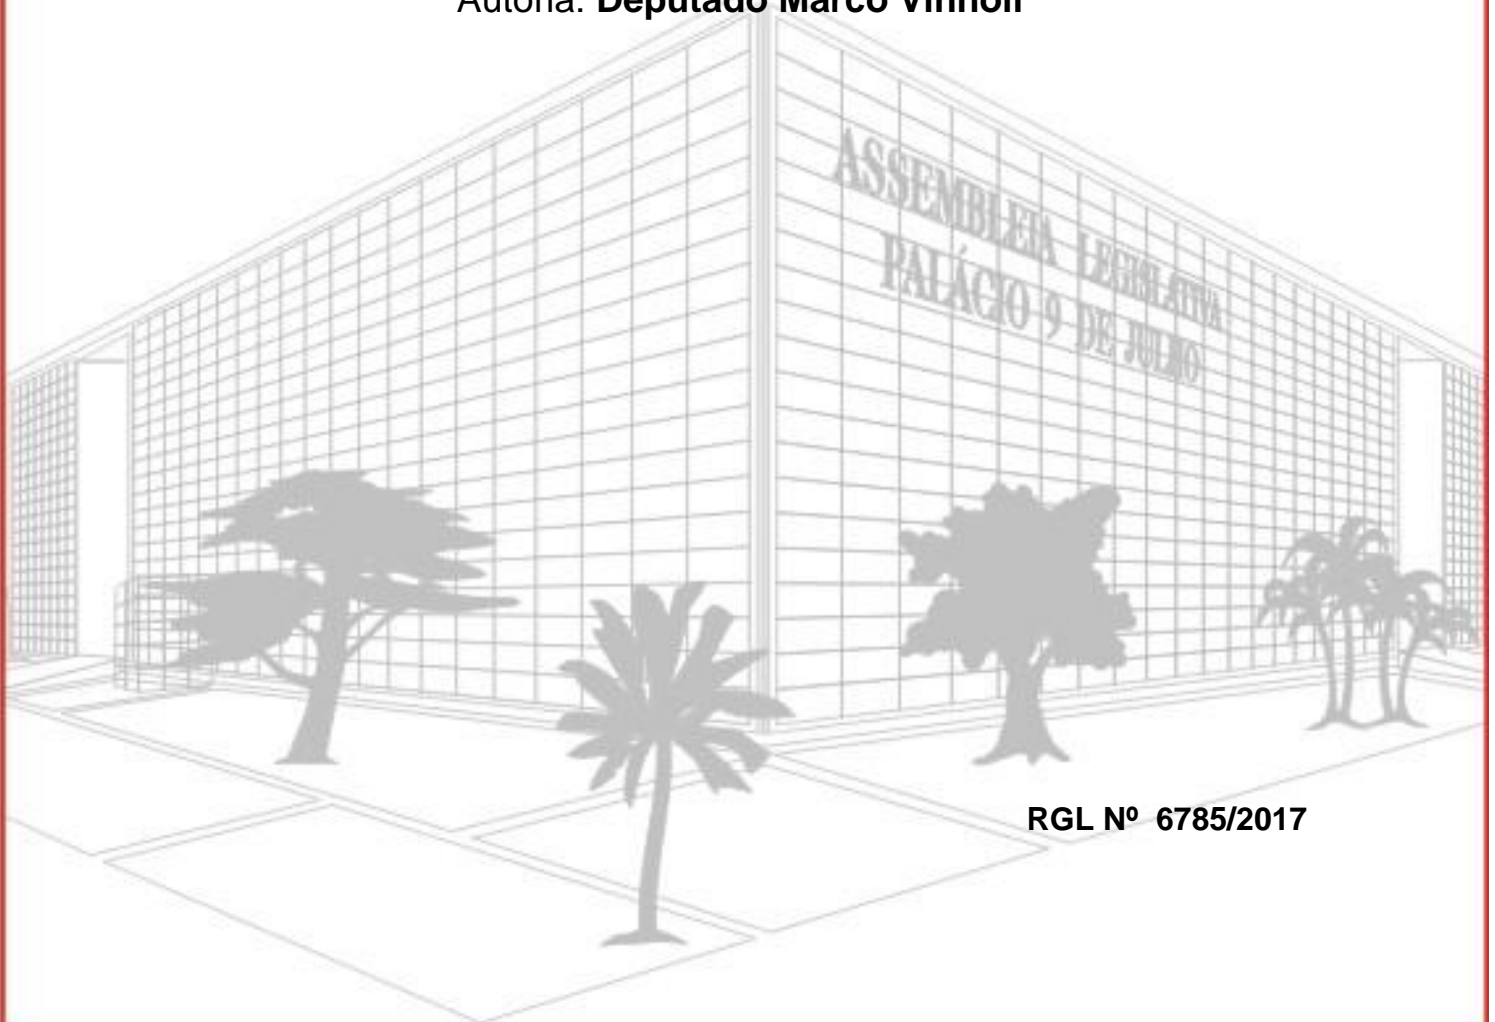 Autoria: Deputado Marco Vinholi
ASSEMBLEIA LEGISLATIVA
PALÁCIO 9 DE JULHO
RGL Nº 6785/2017